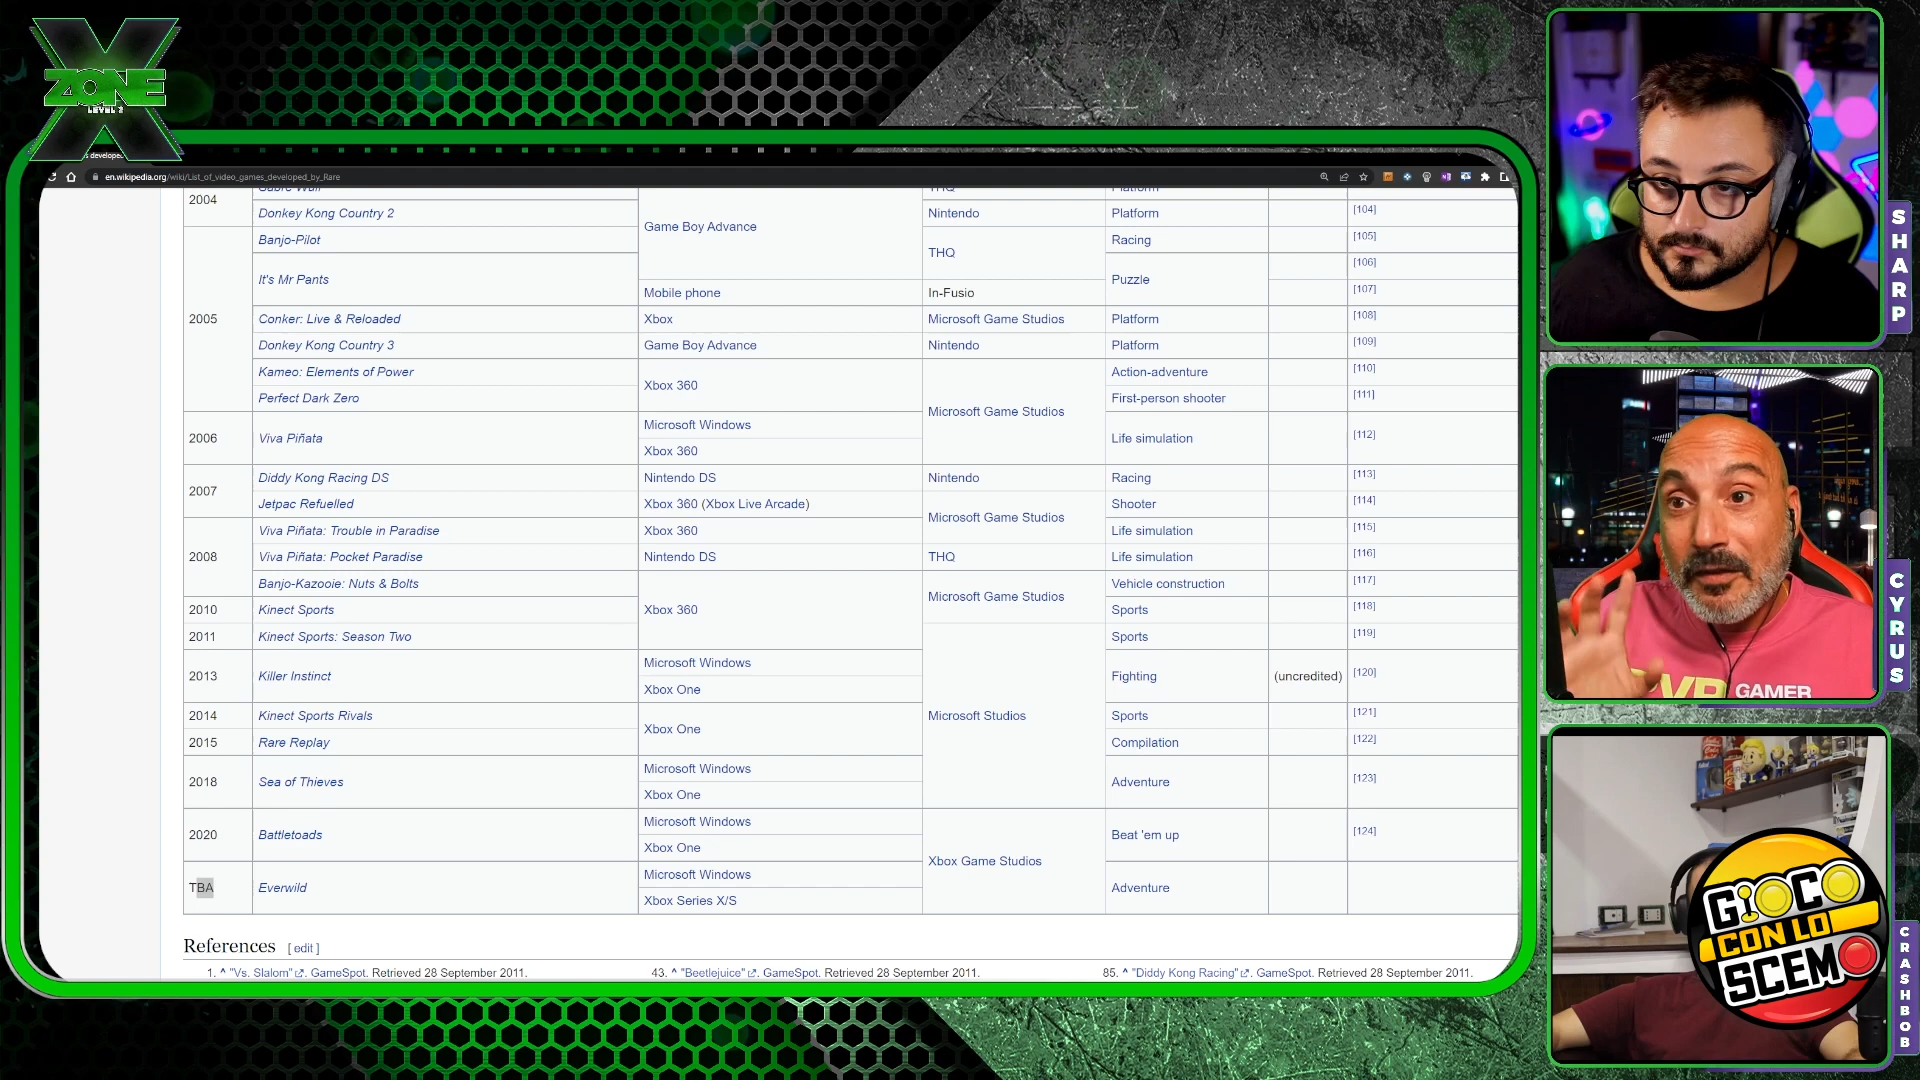 X
ZONE
LEVEL 2
en.wikipedia.org/wiki/List_of_video_games_developed_by_Rare
2004 Sabre Wulf THQ Platform
Donkey Kong Country 2 Game Boy Advance Nintendo Platform [104]
Banjo-Pilot THQ Racing [105]
It's Mr Pants Puzzle [106]
Mobile phone In-Fusio [107]
2005 Conker: Live & Reloaded Xbox Microsoft Game Studios Platform [108]
Donkey Kong Country 3 Game Boy Advance Nintendo Platform [109]
Kameo: Elements of Power Xbox 360 Microsoft Game Studios Action-adventure [110]
Perfect Dark Zero First-person shooter [111]
2006 Viva Piñata Microsoft Windows Life simulation [112]
Xbox 360
2007 Diddy Kong Racing DS Nintendo DS Nintendo Racing [113]
Jetpac Refuelled Xbox 360 (Xbox Live Arcade) Microsoft Game Studios Shooter [114]
2008 Viva Piñata: Trouble in Paradise Xbox 360 Life simulation [115]
Viva Piñata: Pocket Paradise Nintendo DS THQ Life simulation [116]
Banjo-Kazooie: Nuts & Bolts Xbox 360 Microsoft Game Studios Vehicle construction [117]
2010 Kinect Sports Sports [118]
2011 Kinect Sports: Season Two Microsoft Studios Sports [119]
2013 Killer Instinct Microsoft Windows Fighting (uncredited) [120]
Xbox One
2014 Kinect Sports Rivals Xbox One Sports [121]
2015 Rare Replay Compilation [122]
2018 Sea of Thieves Microsoft Windows Adventure [123]
Xbox One
2020 Battletoads Microsoft Windows Xbox Game Studios Beat 'em up [124]
Xbox One
TBA Everwild Microsoft Windows Adventure
Xbox Series X/S
References [ edit ]
1. ^ "Vs. Slalom". GameSpot. Retrieved 28 September 2011.
43. ^ "Beetlejuice". GameSpot. Retrieved 28 September 2011.
85. ^ "Diddy Kong Racing". GameSpot. Retrieved 28 September 2011.
SHARP
CYRUS
VR GAMER
CRASHBOB
GIOCO
CON LO
SCEMO